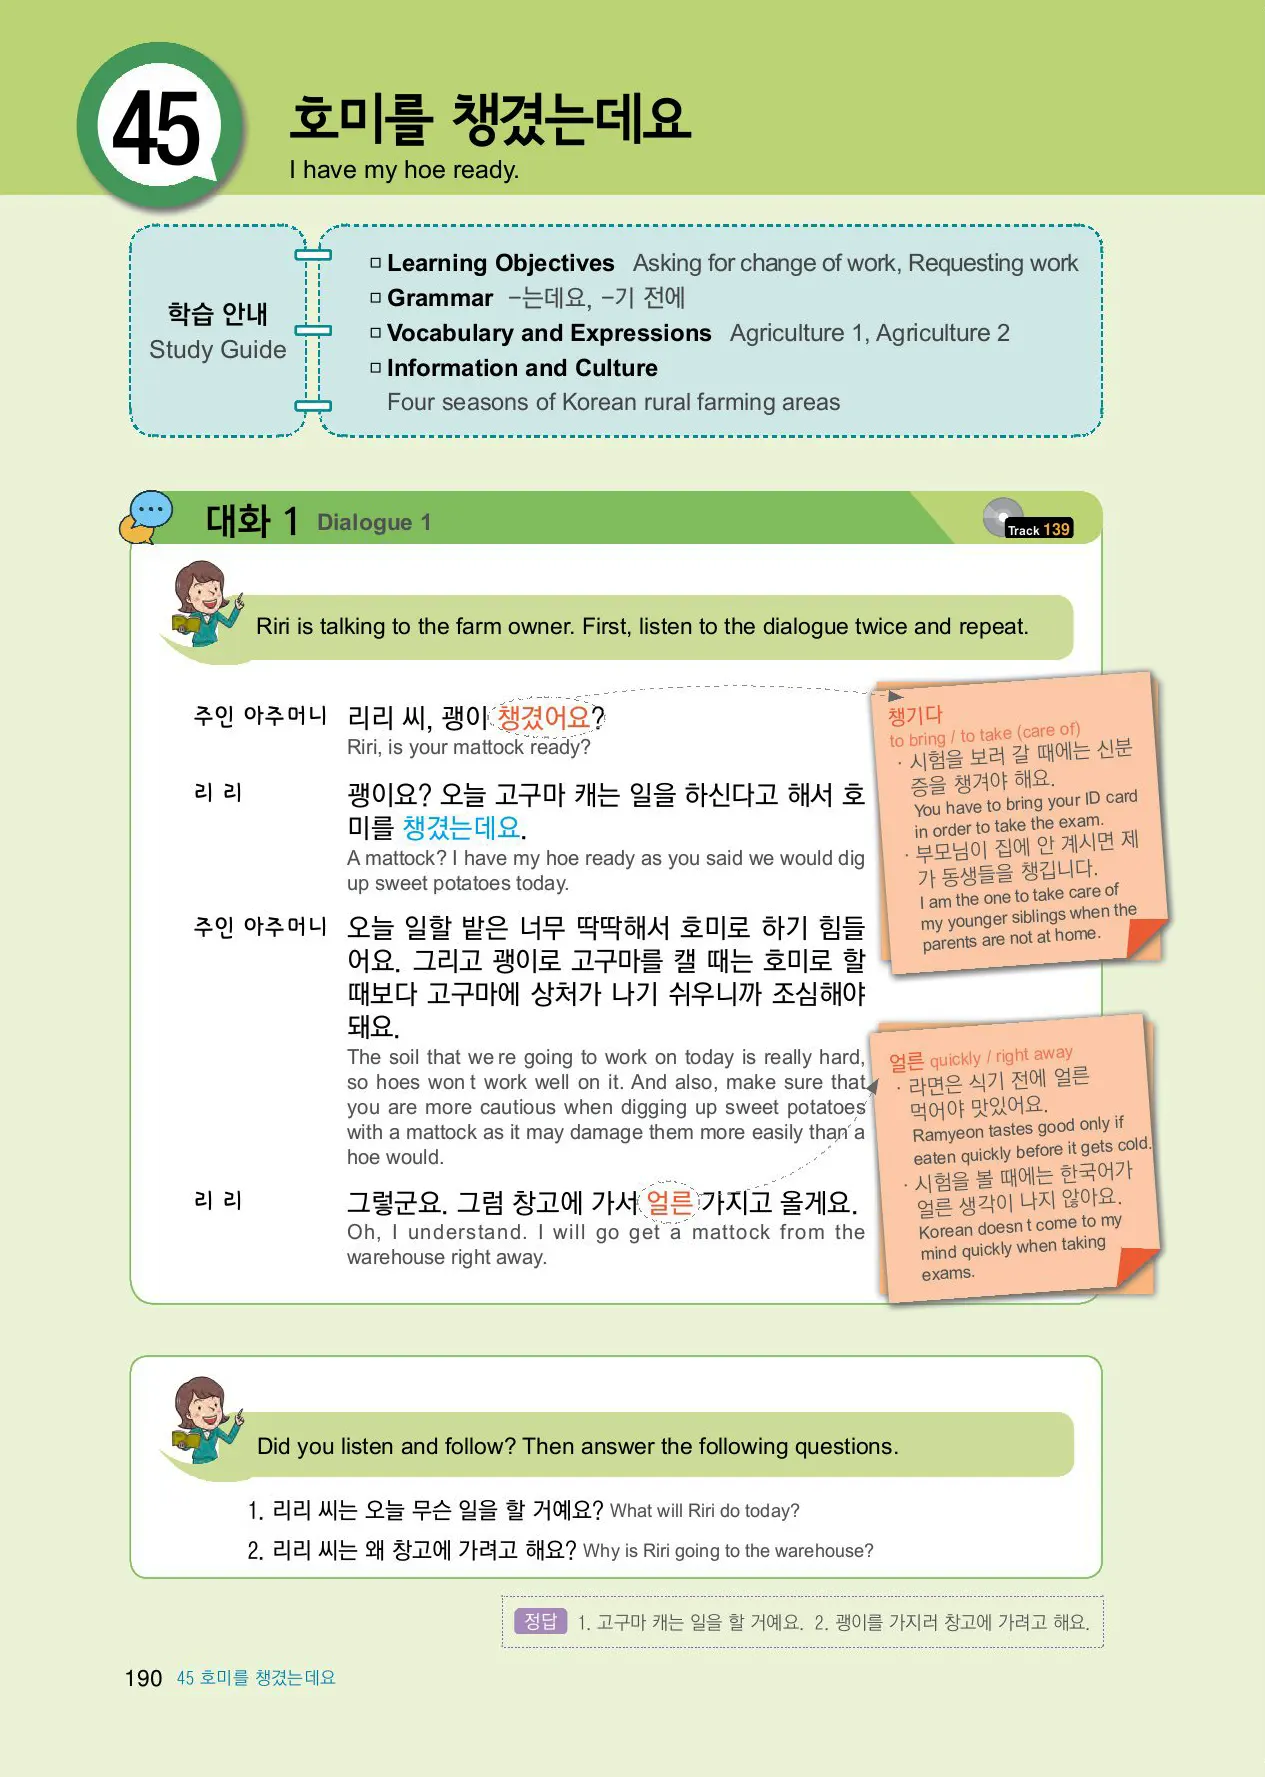 45
호미를 챙겼는데요
I have my hoe ready.
학습 안내
Study Guide
Learning Objectives Asking for change of work, Requesting work
Grammar -는데요, -기 전에
Vocabulary and Expressions Agriculture 1, Agriculture 2
Information and Culture
Four seasons of Korean rural farming areas
대화 1 Dialogue 1
Track 139
Riri is talking to the farm owner. First, listen to the dialogue twice and repeat.
주인 아주머니 리리 씨, 괭이 챙겼어요?
Riri, is your mattock ready?
리 리 괭이요? 오늘 고구마 캐는 일을 하신다고 해서 호
미를 챙겼는데요.
A mattock? I have my hoe ready as you said we would dig
up sweet potatoes today.
주인 아주머니 오늘 일할 밭은 너무 딱딱해서 호미로 하기 힘들
어요. 그리고 괭이로 고구마를 캘 때는 호미로 할
때보다 고구마에 상처가 나기 쉬우니까 조심해야
돼요.
The soil that we re going to work on today is really hard,
so hoes won t work well on it. And also, make sure that
you are more cautious when digging up sweet potatoes
with a mattock as it may damage them more easily than a
hoe would.
리 리 그렇군요. 그럼 창고에 가서 얼른 가지고 올게요.
Oh, I understand. I will go get a mattock from the
warehouse right away.
챙기다
to bring / to take (care of)
· 시험을 보러 갈 때에는 신분
증을 챙겨야 해요.
You have to bring your ID card
in order to take the exam.
· 부모님이 집에 안 계시면 제
가 동생들을 챙깁니다.
I am the one to take care of
my younger siblings when the
parents are not at home.
얼른 quickly / right away
· 라면은 식기 전에 얼른
먹어야 맛있어요.
Ramyeon tastes good only if
eaten quickly before it gets cold.
· 시험을 볼 때에는 한국어가
얼른 생각이 나지 않아요.
Korean doesn t come to my
mind quickly when taking
exams.
Did you listen and follow? Then answer the following questions.
1. 리리 씨는 오늘 무슨 일을 할 거예요? What will Riri do today?
2. 리리 씨는 왜 창고에 가려고 해요? Why is Riri going to the warehouse?
정답 1. 고구마 캐는 일을 할 거예요. 2. 괭이를 가지러 창고에 가려고 해요.
190 45 호미를 챙겼는데요